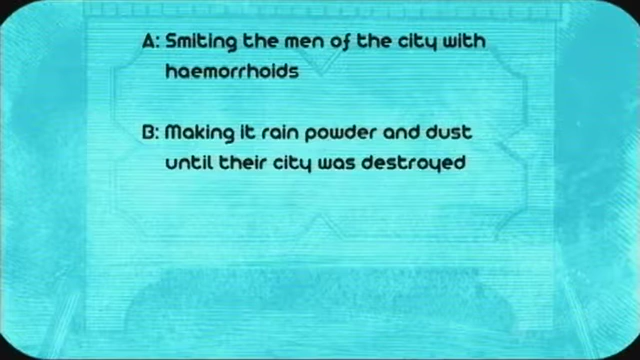 A: Smiting the men of the city with
haemorrhoids
B: Making it rain powder and dust
until their city was destroyed